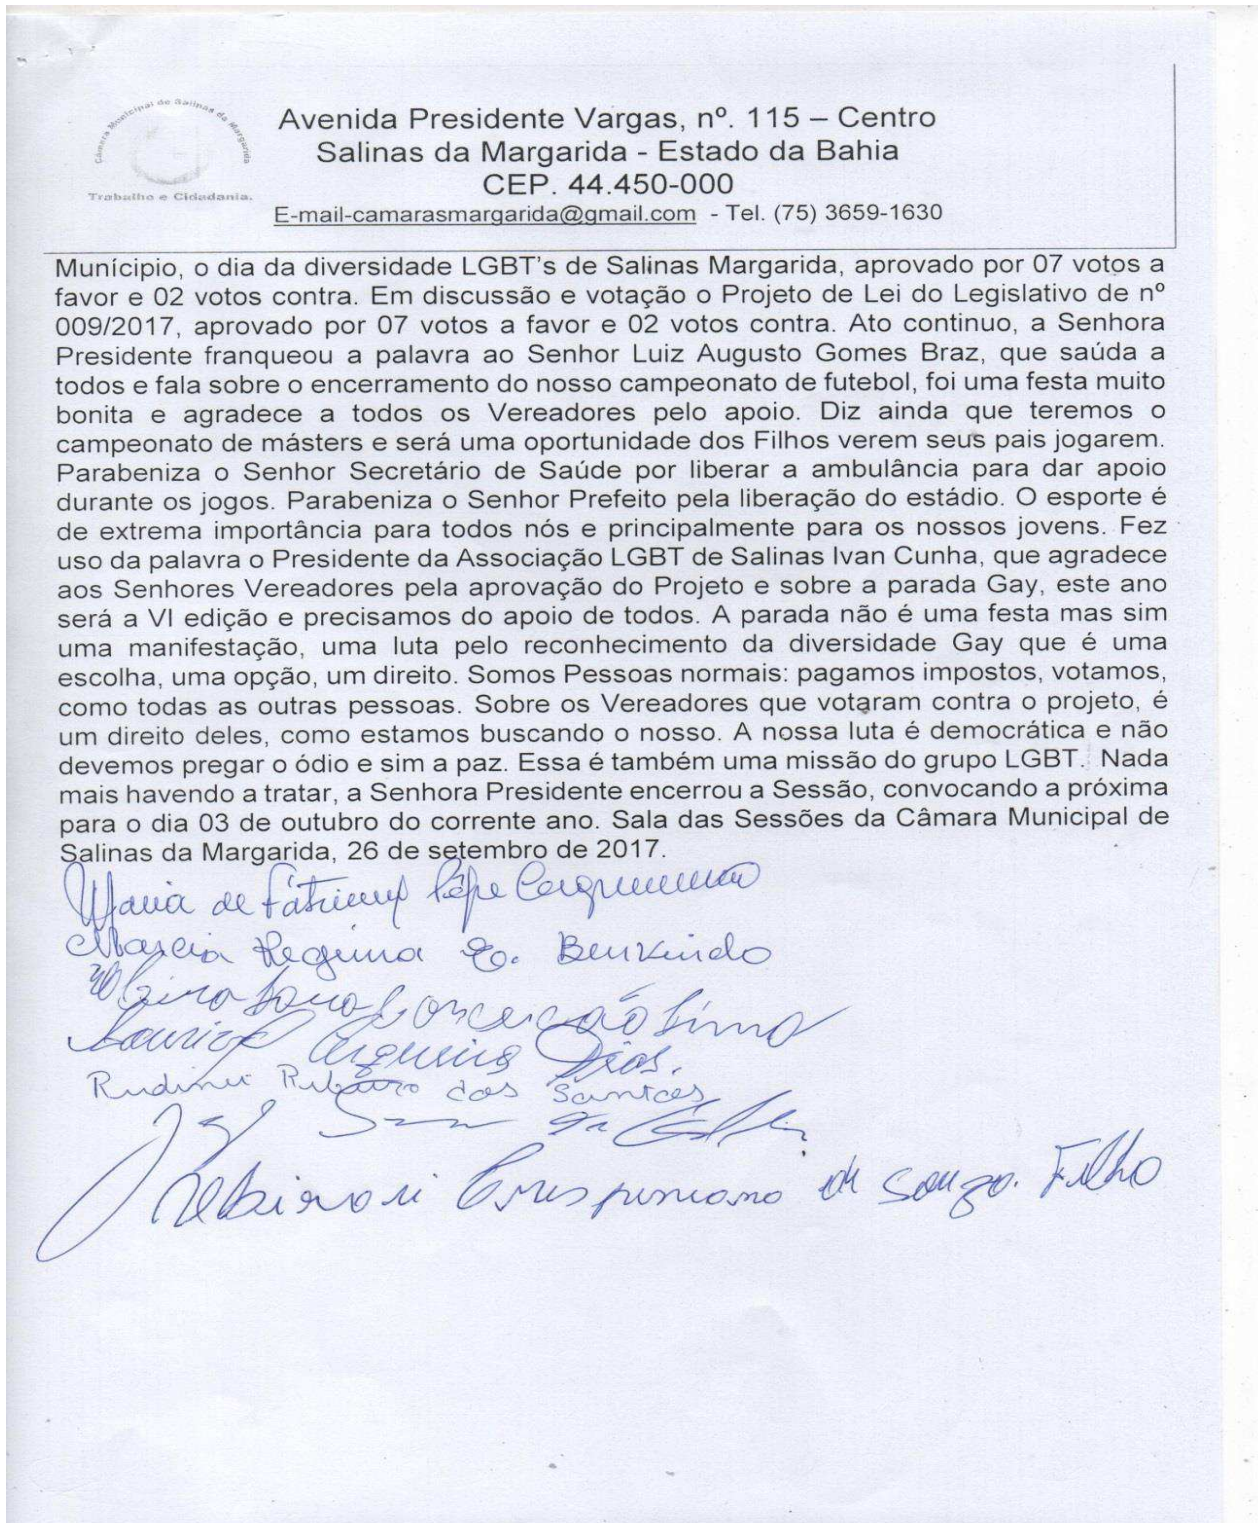 Câmara Municipal de Salinas da Margarida
Trabalho e Cidadania.
Avenida Presidente Vargas, nº. 115 – Centro
Salinas da Margarida - Estado da Bahia
CEP. 44.450-000
E-mail-camarasmargarida@gmail.com - Tel. (75) 3659-1630
Munícipio, o dia da diversidade LGBT's de Salinas Margarida, aprovado por 07 votos a
favor e 02 votos contra. Em discussão e votação o Projeto de Lei do Legislativo de nº
009/2017, aprovado por 07 votos a favor e 02 votos contra. Ato continuo, a Senhora
Presidente franqueou a palavra ao Senhor Luiz Augusto Gomes Braz, que saúda a
todos e fala sobre o encerramento do nosso campeonato de futebol, foi uma festa muito
bonita e agradece a todos os Vereadores pelo apoio. Diz ainda que teremos o
campeonato de másters e será uma oportunidade dos Filhos verem seus pais jogarem.
Parabeniza o Senhor Secretário de Saúde por liberar a ambulância para dar apoio
durante os jogos. Parabeniza o Senhor Prefeito pela liberação do estádio. O esporte é
de extrema importância para todos nós e principalmente para os nossos jovens. Fez
uso da palavra o Presidente da Associação LGBT de Salinas Ivan Cunha, que agradece
aos Senhores Vereadores pela aprovação do Projeto e sobre a parada Gay, este ano
será a VI edição e precisamos do apoio de todos. A parada não é uma festa mas sim
uma manifestação, uma luta pelo reconhecimento da diversidade Gay que é uma
escolha, uma opção, um direito. Somos Pessoas normais: pagamos impostos, votamos,
como todas as outras pessoas. Sobre os Vereadores que votaram contra o projeto, é
um direito deles, como estamos buscando o nosso. A nossa luta é democrática e não
devemos pregar o ódio e sim a paz. Essa é também uma missão do grupo LGBT. Nada
mais havendo a tratar, a Senhora Presidente encerrou a Sessão, convocando a próxima
para o dia 03 de outubro do corrente ano. Sala das Sessões da Câmara Municipal de
Salinas da Margarida, 26 de setembro de 2017.
Maria de Fátima
Marcia Regina Benvindo
Conceição Lima
Cerqueira Dias.
Ribeiro dos Santos
Crispiniano de Souza Filho